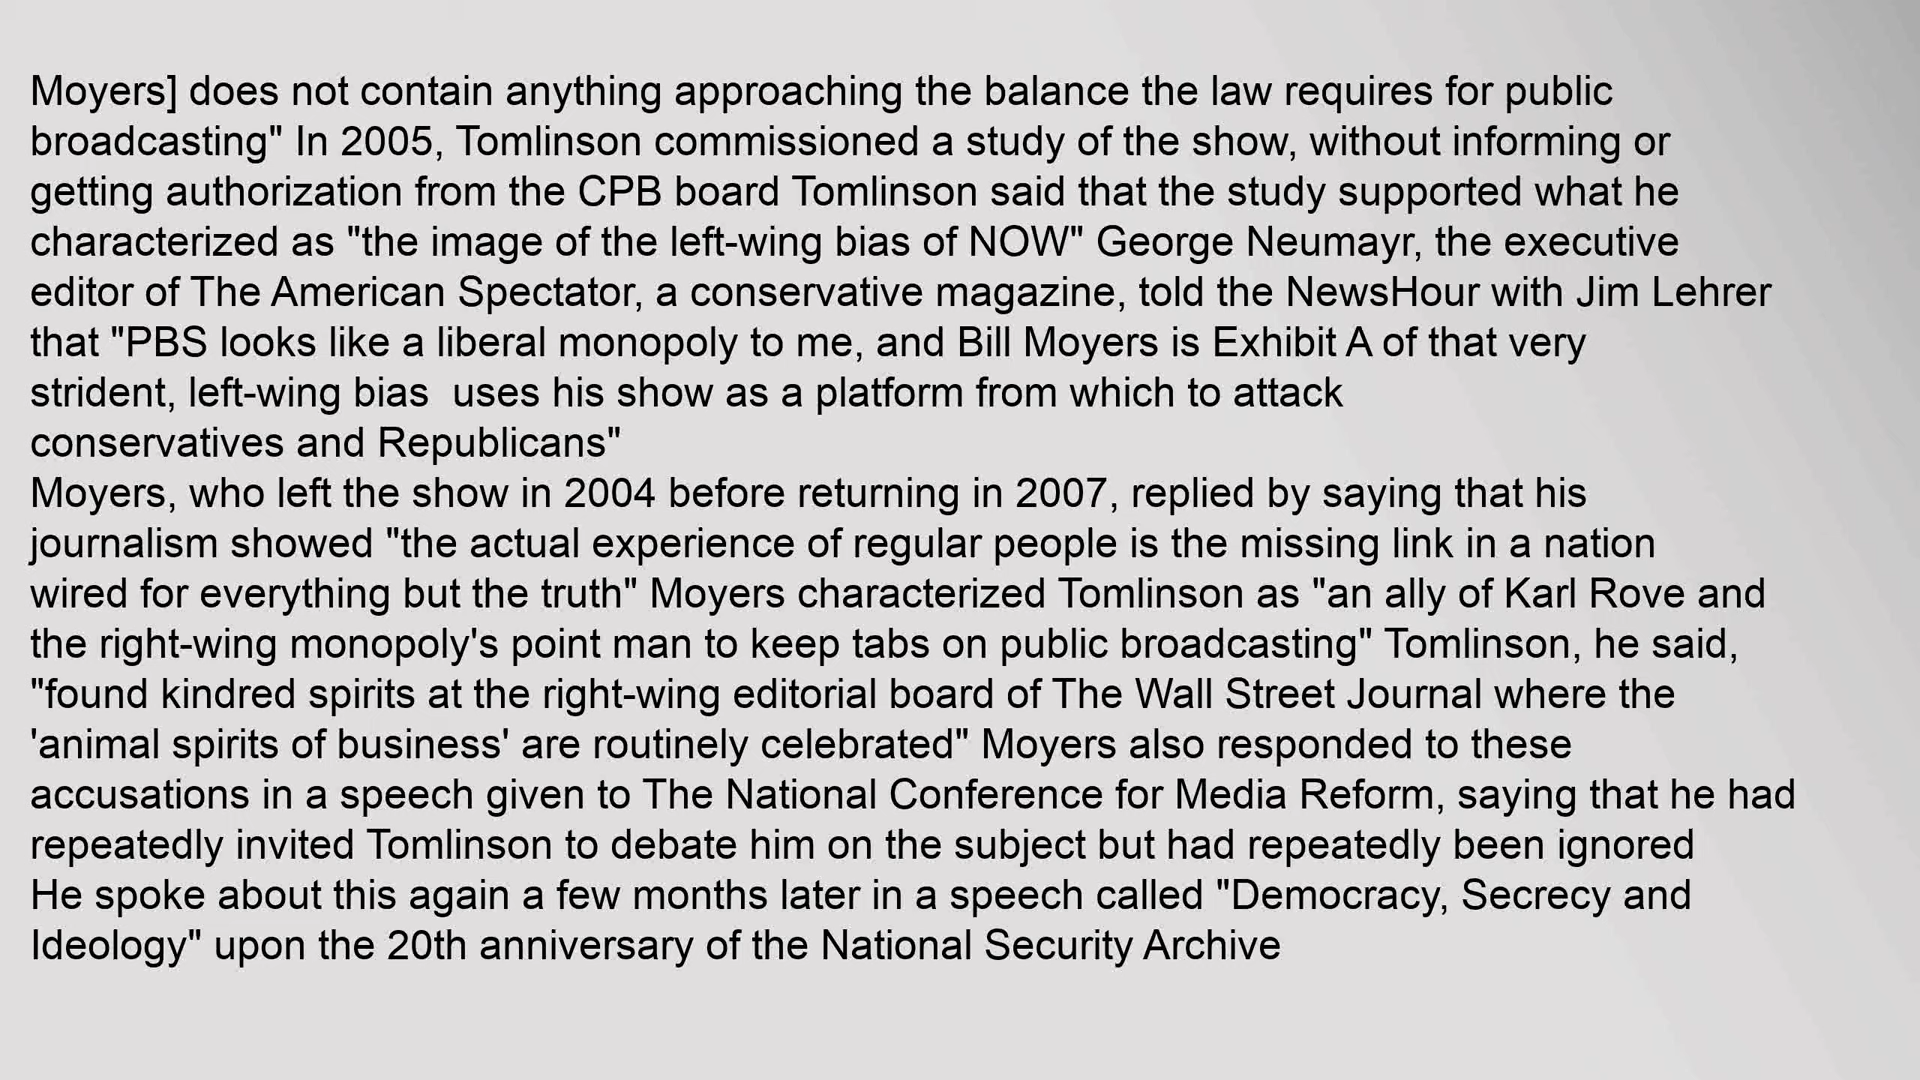 Moyers] does not contain anything approaching the balance the law requires for public
broadcasting" In 2005, Tomlinson commissioned a study of the show, without informing or
getting authorization from the CPB board Tomlinson said that the study supported what he
characterized as "the image of the left-wing bias of NOW" George Neumayr, the executive
editor of The American Spectator, a conservative magazine, told the NewsHour with Jim Lehrer
that "PBS looks like a liberal monopoly to me, and Bill Moyers is Exhibit A of that very
strident, left-wing bias  uses his show as a platform from which to attack
conservatives and Republicans"
Moyers, who left the show in 2004 before returning in 2007, replied by saying that his
journalism showed "the actual experience of regular people is the missing link in a nation
wired for everything but the truth" Moyers characterized Tomlinson as "an ally of Karl Rove and
the right-wing monopoly's point man to keep tabs on public broadcasting" Tomlinson, he said,
"found kindred spirits at the right-wing editorial board of The Wall Street Journal where the
'animal spirits of business' are routinely celebrated" Moyers also responded to these
accusations in a speech given to The National Conference for Media Reform, saying that he had
repeatedly invited Tomlinson to debate him on the subject but had repeatedly been ignored
He spoke about this again a few months later in a speech called "Democracy, Secrecy and
Ideology" upon the 20th anniversary of the National Security Archive